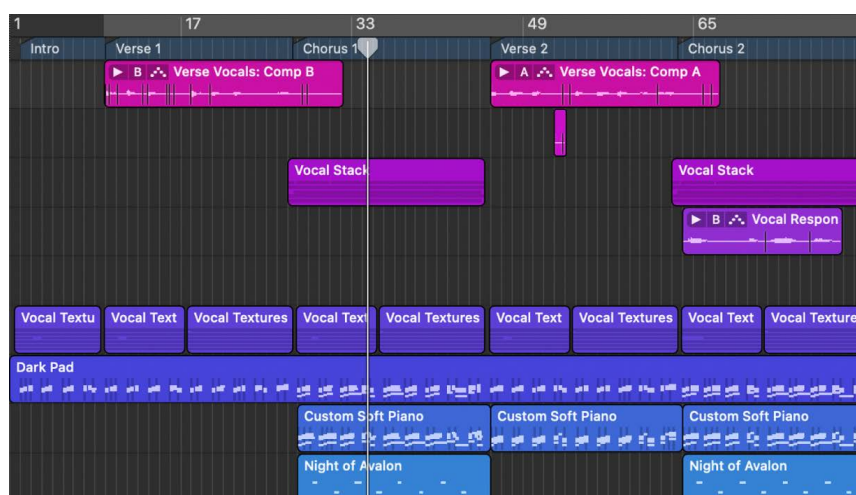 1 17 33 49 65
Intro Verse 1 Chorus 1 Verse 2 Chorus 2
B Verse Vocals: Comp B A Verse Vocals: Comp A
Vocal Stack Vocal Stack
B Vocal Respon
Vocal Textu Vocal Text Vocal Textures Vocal Text Vocal Textures Vocal Text Vocal Textures Vocal Text Vocal Texture
Dark Pad
Custom Soft Piano Custom Soft Piano Custom Soft Piano
Night of Avalon Night of Avalon